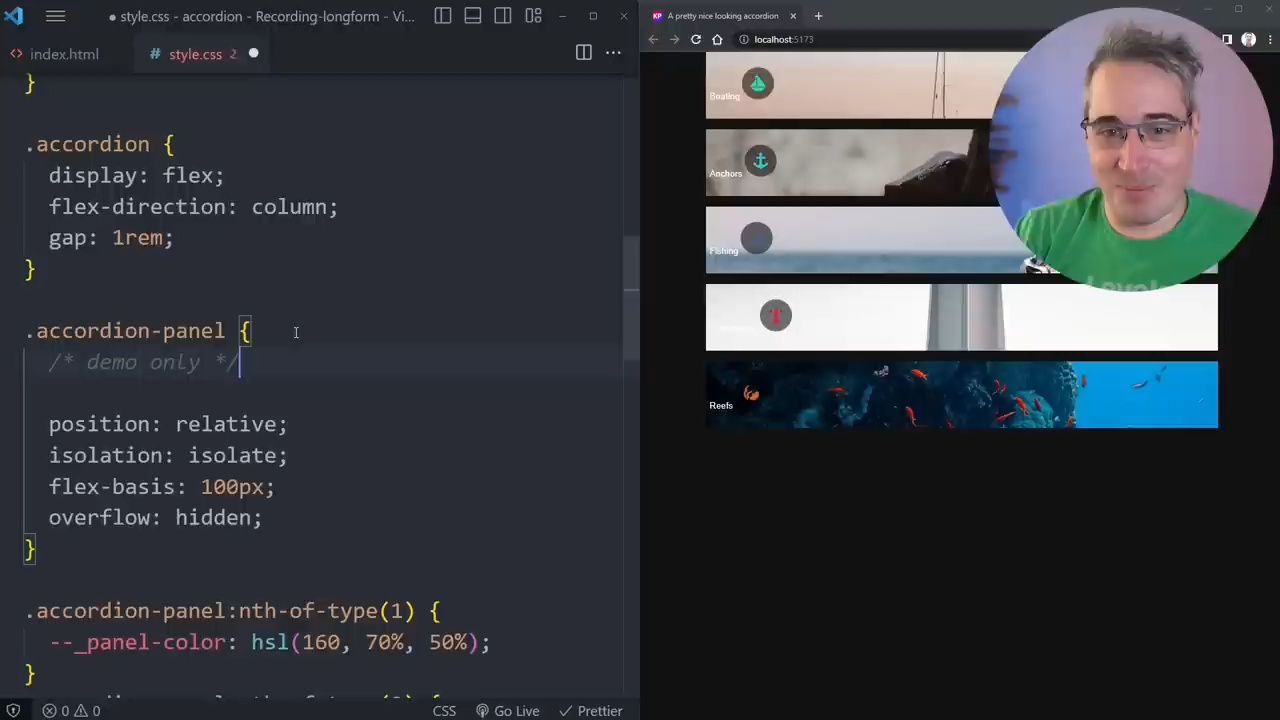 style.css - accordion - Recording-longform - Vi...
index.html
# style.css 2
}
.accordion {
display: flex;
flex-direction: column;
gap: 1rem;
}
.accordion-panel {
/* demo only */
position: relative;
isolation: isolate;
flex-basis: 100px;
overflow: hidden;
}
.accordion-panel:nth-of-type(1) {
--_panel-color: hsl(160, 70%, 50%);
}
0 0
CSS
Go Live
Prettier
KP A pretty nice looking accordion
localhost:5173
Boating
Anchors
Fishing
Reefs